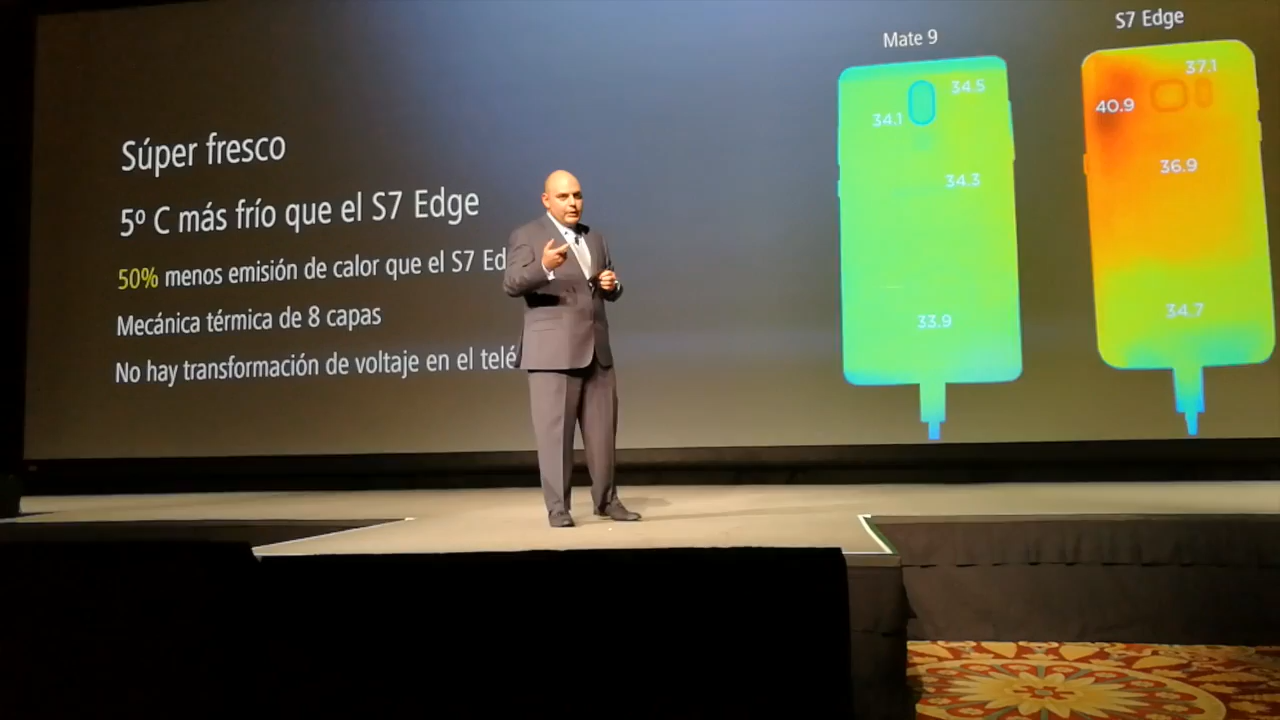 Súper fresco
5º C más frío que el S7 Edge
50% menos emisión de calor que el S7 Ed
Mecánica térmica de 8 capas
No hay transformación de voltaje en el telé
Mate 9
34.5
34.1
34.3
33.9
S7 Edge
37.1
40.9
36.9
34.7